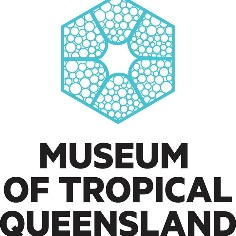 MUSEUM
OF TROPICAL
QUEENSLAND